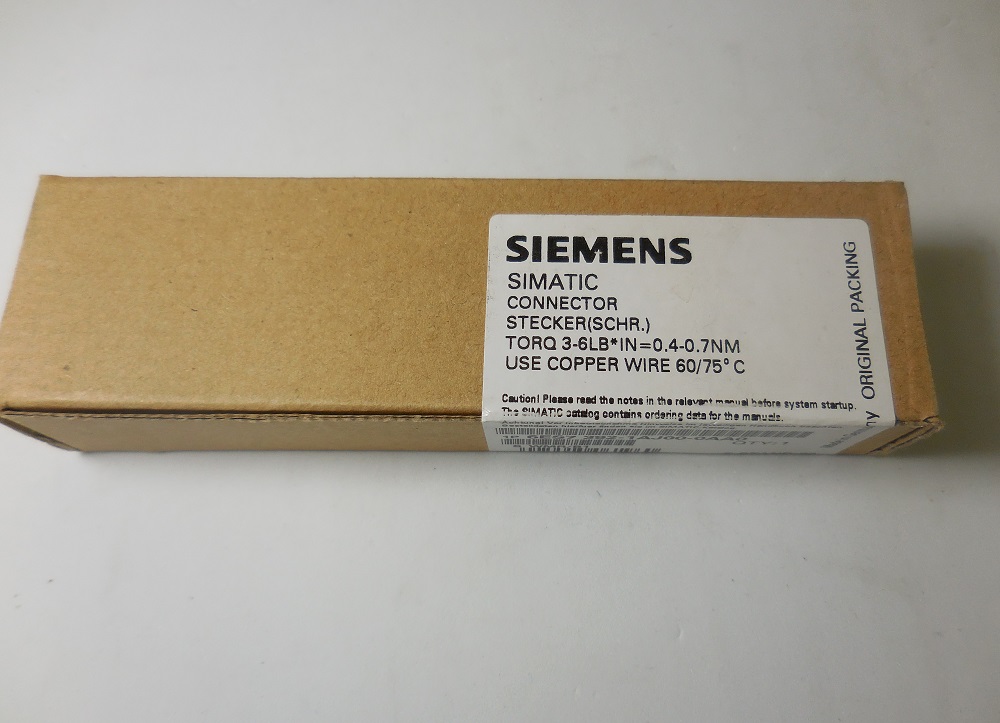 SIEMENS
SIMATIC
CONNECTOR
STECKER(SCHR.)
TORQ 3-6LB*IN=0.4-0.7NM
USE COPPER WIRE 60/75° C
Caution! Please read the notes in the relevant manual before system startup.
The SIMATIC catalog contains ordering data for the manuals.
ORIGINAL PACKING